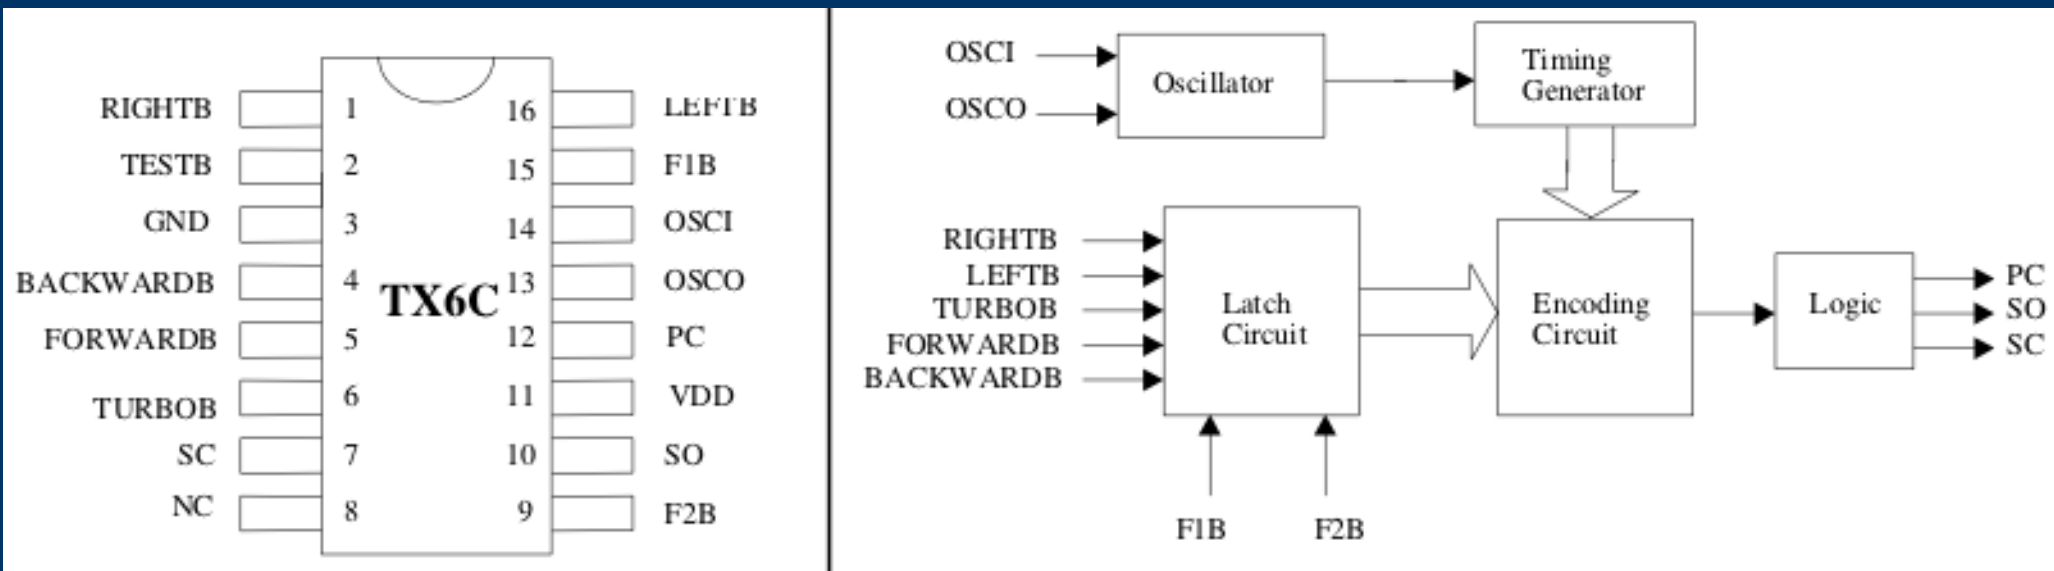 RIGHTB 1 16 LEFTB
TESTB 2 15 F1B
GND 3 14 OSCI
BACKWARDB 4 13 OSCO
TX6C
FORWARDB 5 12 PC
TURBOB 6 11 VDD
SC 7 10 SO
NC 8 9 F2B
OSCI
OSCO
Oscillator
Timing
Generator
RIGHTB
LEFTB
TURBOB
FORWARDB
BACKWARDB
Latch
Circuit
Encoding
Circuit
Logic
PC
SO
SC
F1B F2B